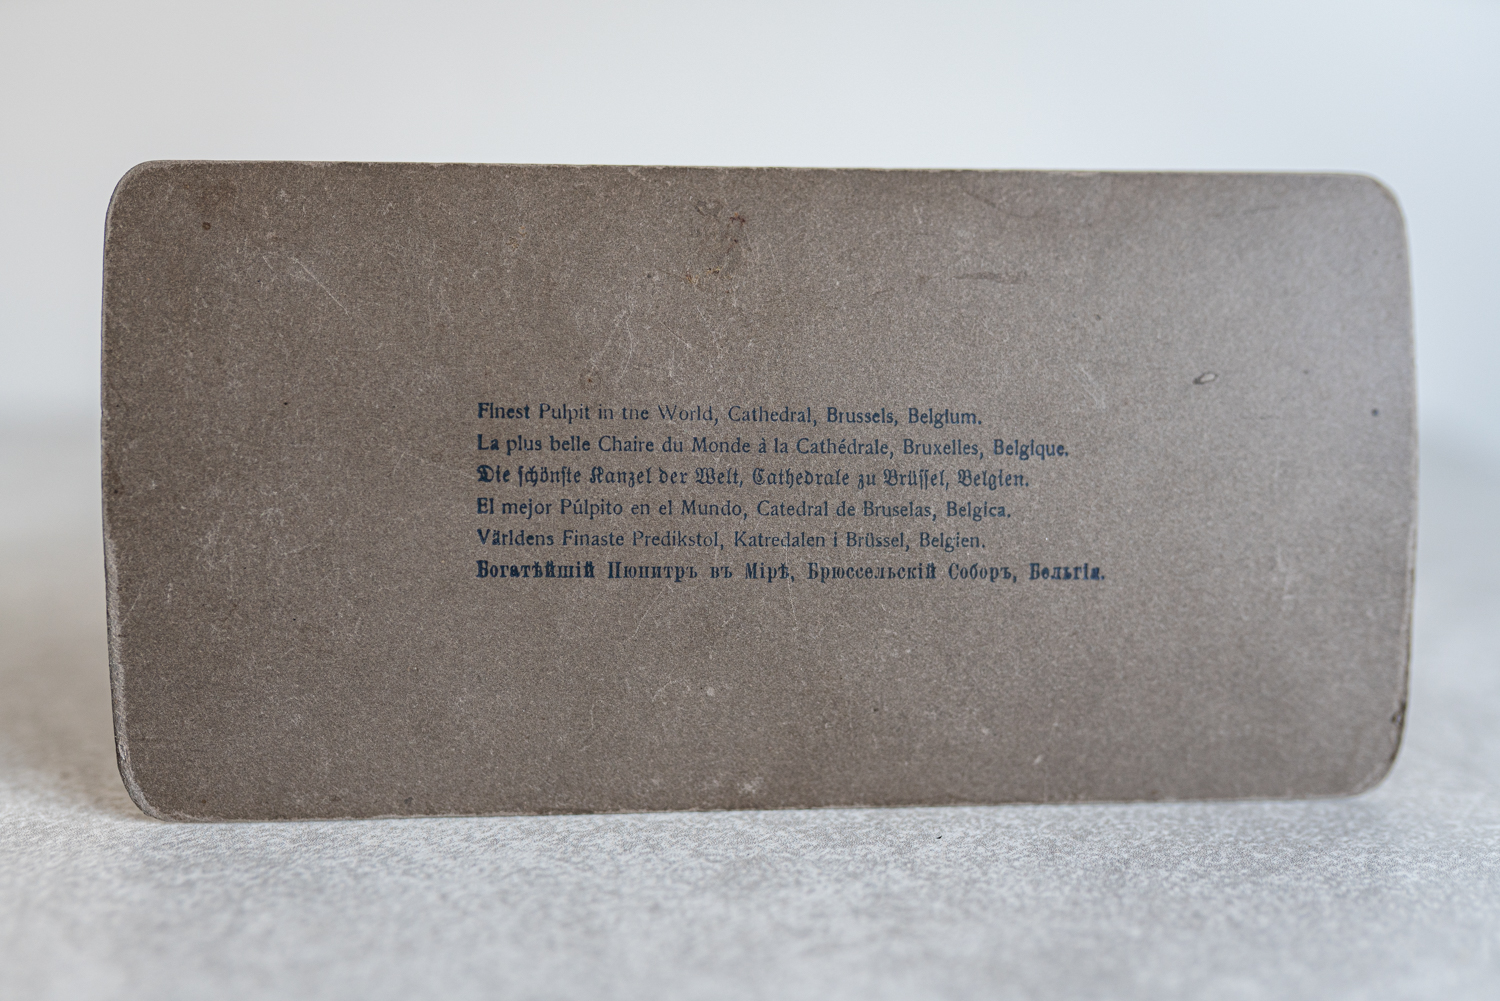 Finest Pulpit in tne World, Cathedral, Brussels, Belgium.
La plus belle Chaire du Monde à la Cathédrale, Bruxelles, Belgique.
Die schönste Kanzel der Welt, Cathedrale zu Brüssel, Belgien.
El mejor Púlpito en el Mundo, Catedral de Bruselas, Belgica.
Världens Finaste Predikstol, Katredalen i Brüssel, Belgien.
Богатѣйшій Пюпитръ въ Мірѣ, Брюссельскій Соборъ, Бельгія.